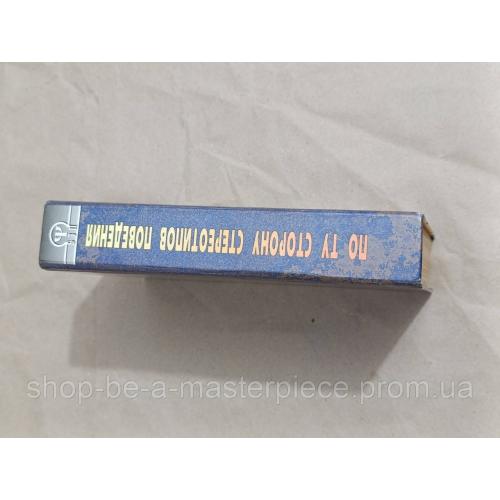 ПО ТУ СТОРОНУ СТЕРЕОТИПОВ ПОВЕДЕНИЯ
shop-be-a-masterpiece.prom.ua